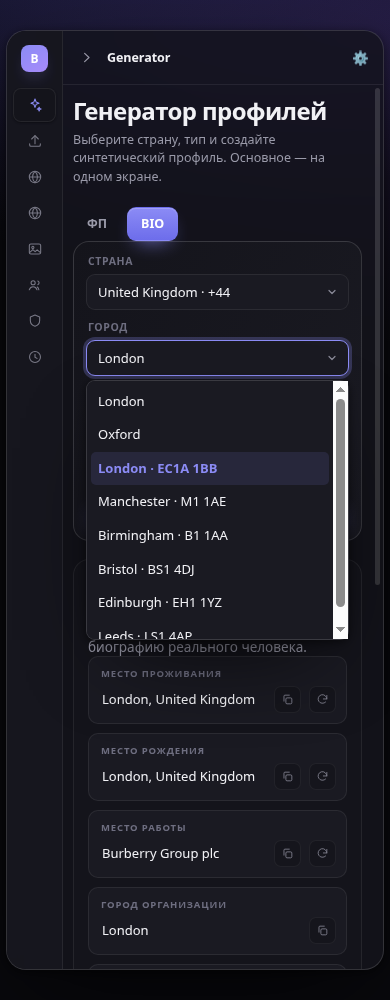 B
Generator
Генератор профилей
Выберите страну, тип и создайте
синтетический профиль. Основное — на
одном экране.
ФП
BIO
СТРАНА
United Kingdom · +44
ГОРОД
London
London
Oxford
London · EC1A 1BB
Manchester · M1 1AE
Birmingham · B1 1AA
Bristol · BS1 4DJ
Edinburgh · EH1 1YZ
Leeds · LS1 4AP
биографию реального человека.
МЕСТО ПРОЖИВАНИЯ
London, United Kingdom
МЕСТО РОЖДЕНИЯ
London, United Kingdom
МЕСТО РАБОТЫ
Burberry Group plc
ГОРОД ОРГАНИЗАЦИИ
London